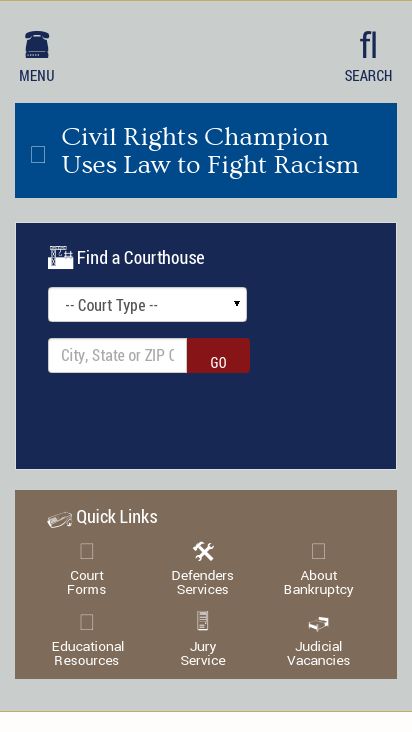 MENU
SEARCH
Civil Rights Champion
Uses Law to Fight Racism
Find a Courthouse
-- Court Type --
City, State or ZIP C
GO
Quick Links
Court
Forms
Defenders
Services
About
Bankruptcy
Educational
Resources
Jury
Service
Judicial
Vacancies